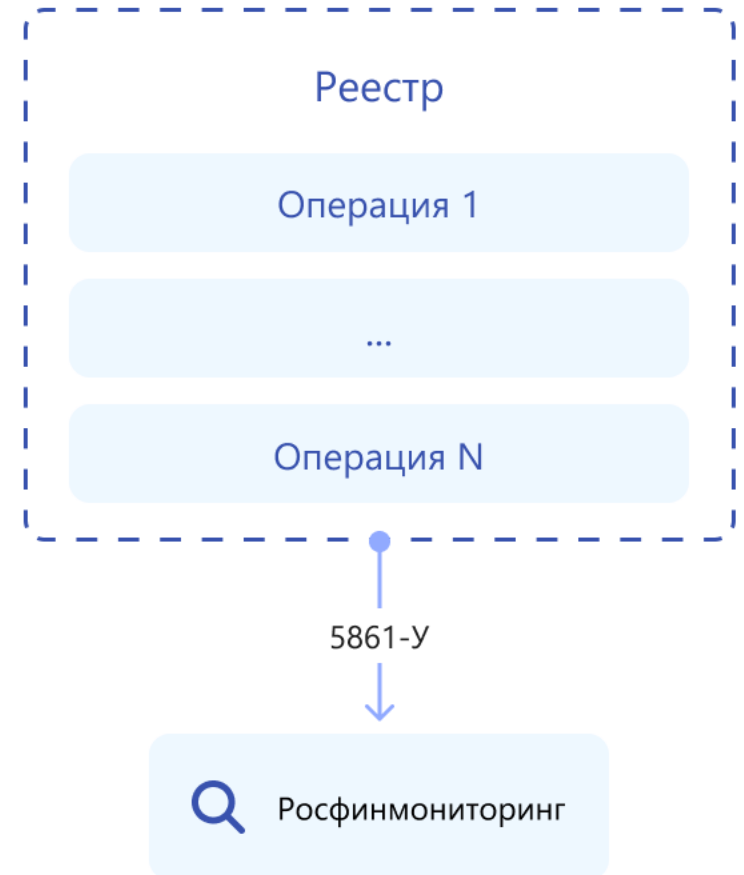 Реестр
Операция 1
...
Операция N
5861-У
Росфинмониторинг